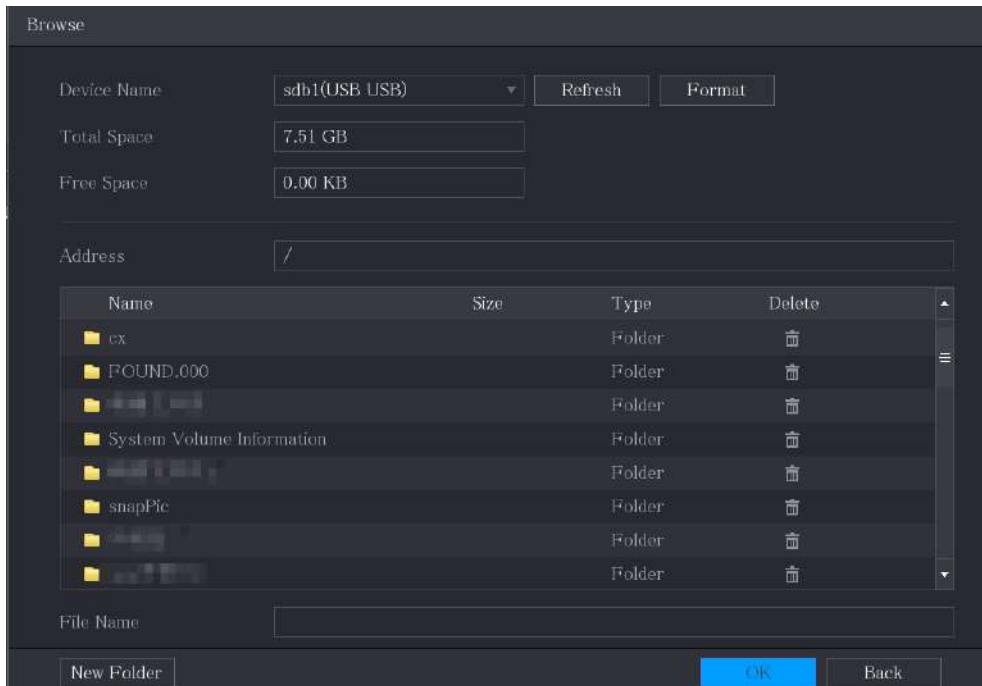 Browse
Device Name sdb1(USB USB) Refresh Format
Total Space 7.51 GB
Free Space 0.00 KB
Address /
Name Size Type Delete
cx Folder
FOUND.000 Folder
Folder
System Volume Information Folder
Folder
snapPic Folder
Folder
Folder
File Name
New Folder OK Back